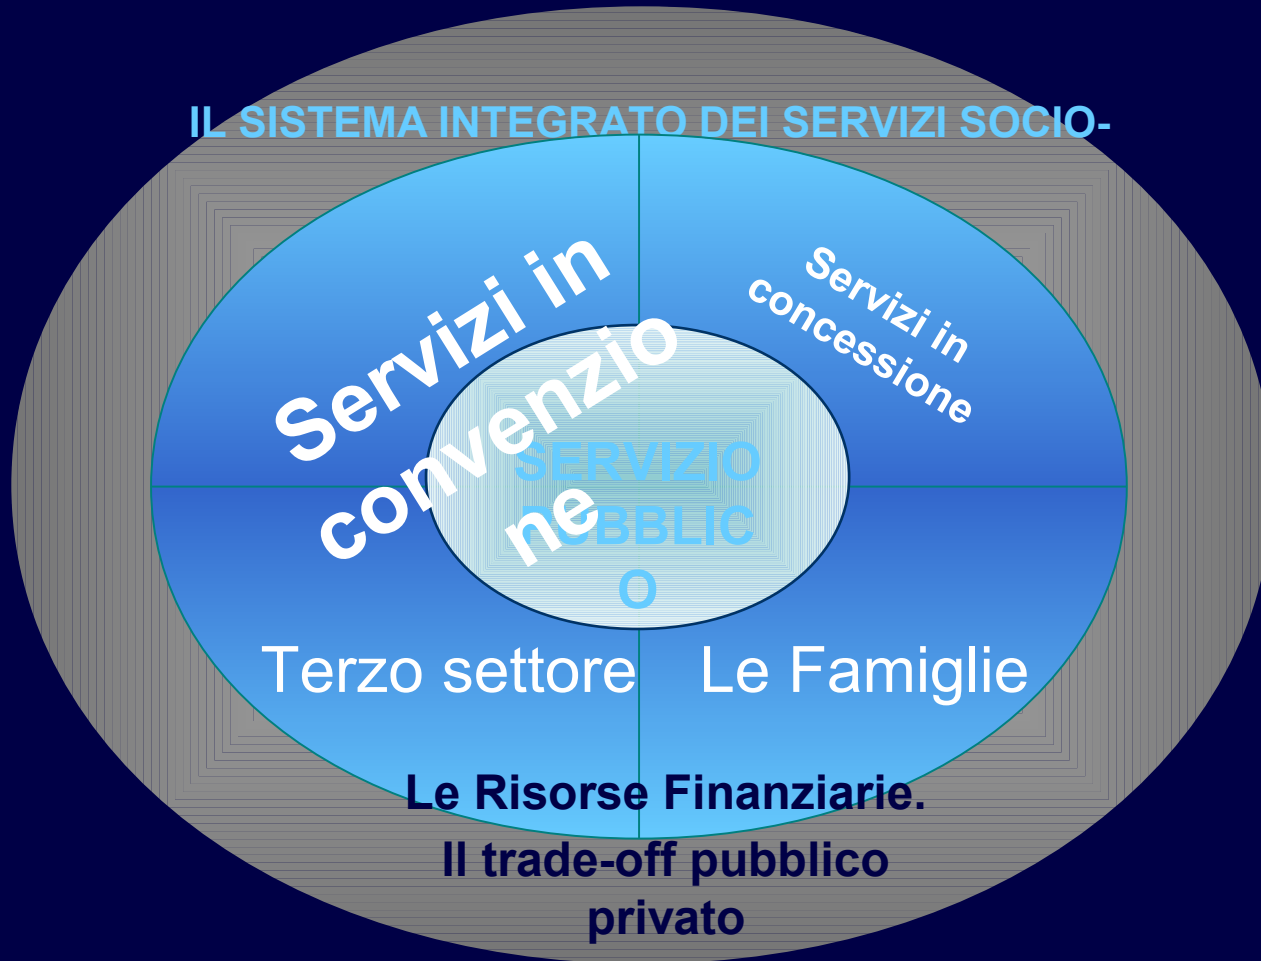 IL SISTEMA INTEGRATO DEI SERVIZI SOCIO-
Servizi in
convenzio
ne
Servizi in
concessione
SERVIZIO
PUBBLIC
O
Terzo settore
Le Famiglie
Le Risorse Finanziarie.
Il trade-off pubblico
privato